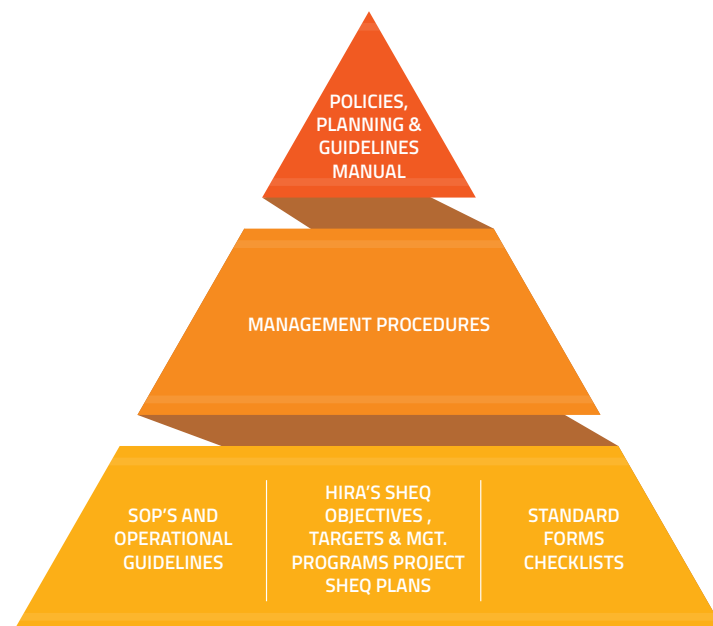 POLICIES,
PLANNING &
GUIDELINES
MANUAL
MANAGEMENT PROCEDURES
SOP'S AND
OPERATIONAL
GUIDELINES
HIRA'S SHEQ
OBJECTIVES ,
TARGETS & MGT.
PROGRAMS PROJECT
SHEQ PLANS
STANDARD
FORMS
CHECKLISTS